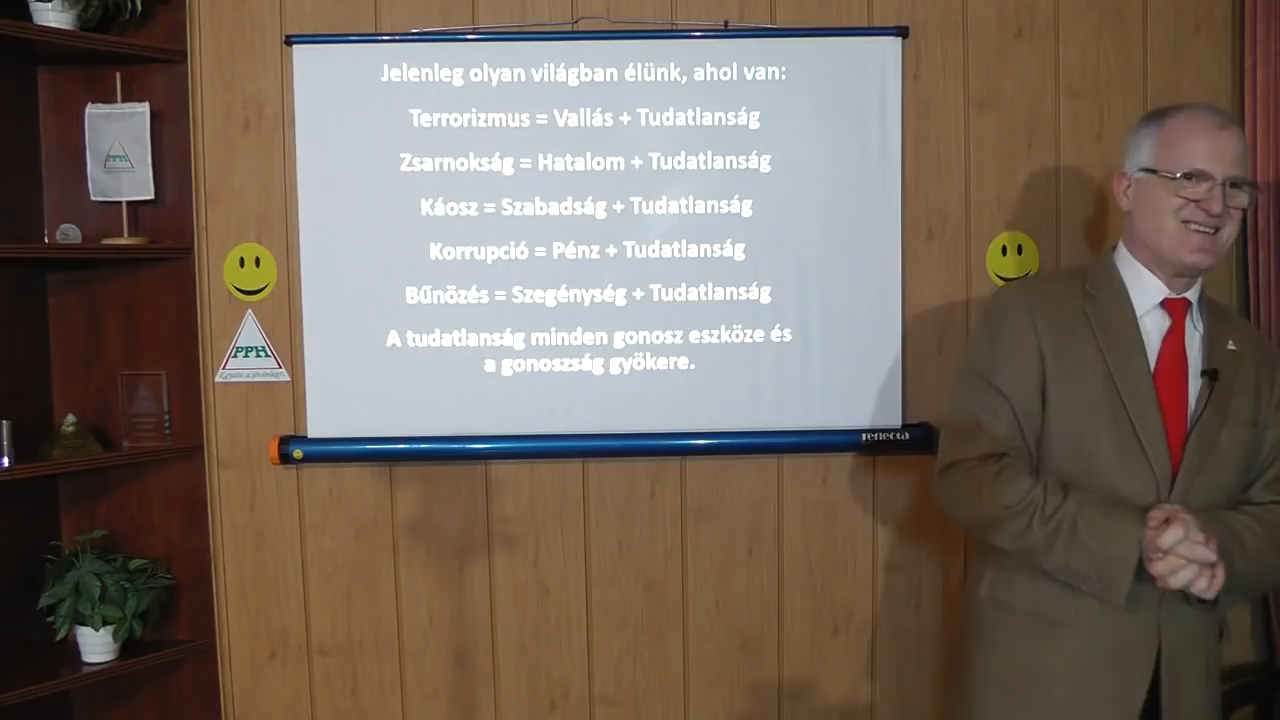 Jelenleg olyan világban élünk, ahol van:
Terrorizmus = Vallás + Tudatlanság
Zsarnokság = Hatalom + Tudatlanság
Káosz = Szabadság + Tudatlanság
Korrupció = Pénz + Tudatlanság
Bűnözés = Szegénység + Tudatlanság
A tudatlanság minden gonosz eszköze és
a gonoszság gyökere.
reflecta
PPH
PPH